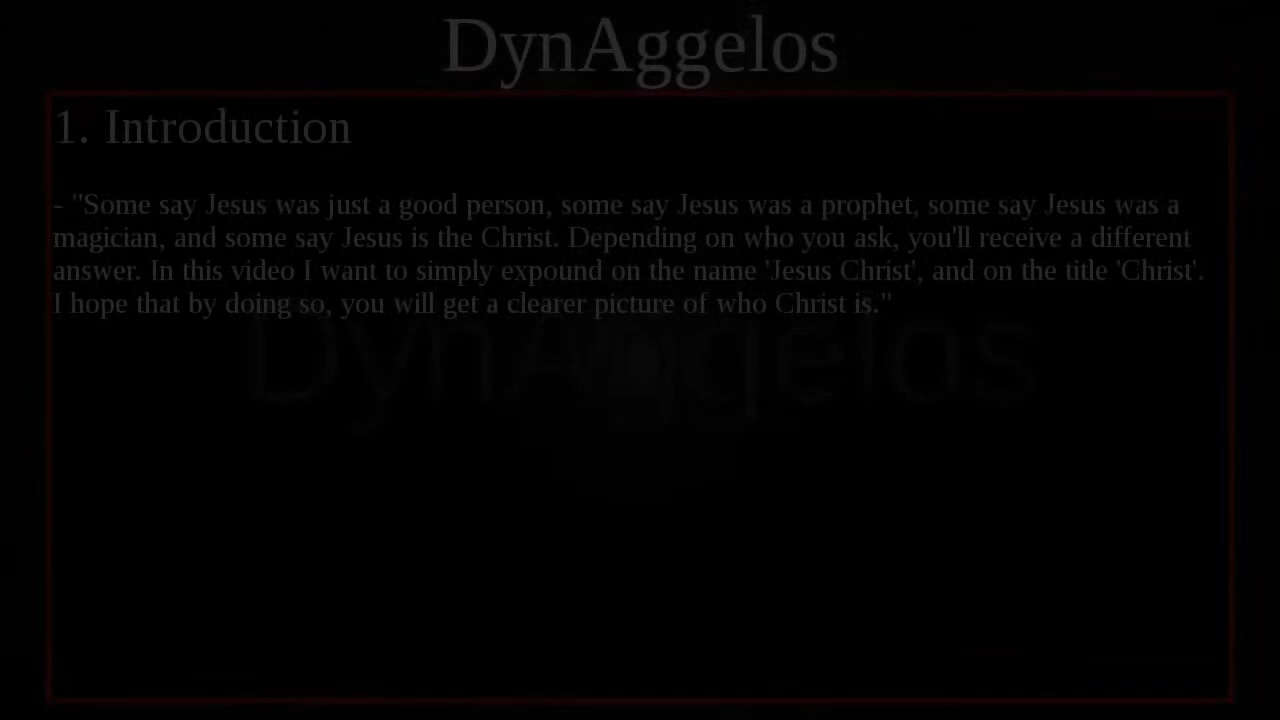 DynAggelos
1. Introduction
- "Some say Jesus was just a good person, some say Jesus was a prophet, some say Jesus was a
magician, and some say Jesus is the Christ. Depending on who you ask, you'll receive a different
answer. In this video I want to simply expound on the name 'Jesus Christ', and on the title 'Christ'.
I hope that by doing so, you will get a clearer picture of who Christ is."
DynAggelos